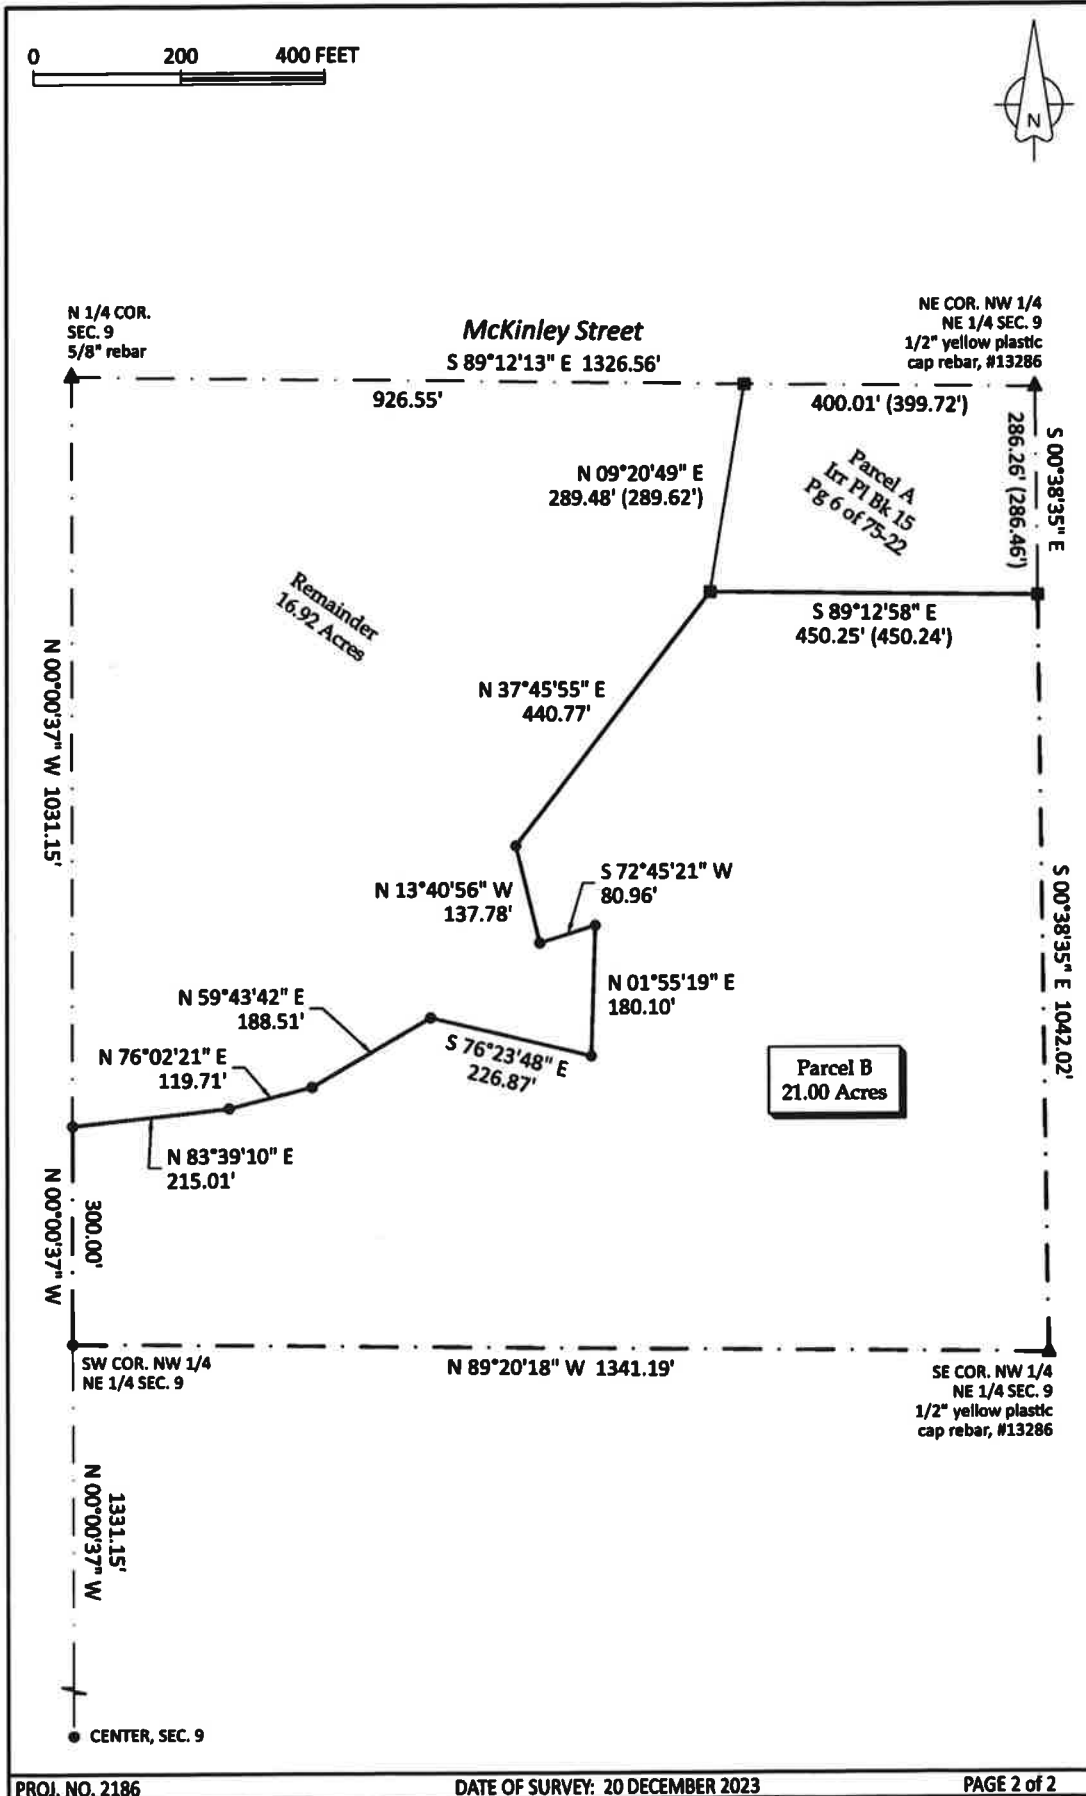 0 200 400 FEET
N
N 1/4 COR.
SEC. 9
5/8" rebar
McKinley Street
S 89°12'13" E 1326.56'
NE COR. NW 1/4
NE 1/4 SEC. 9
1/2" yellow plastic
cap rebar, #13286
926.55'
400.01' (399.72')
N 09°20'49" E
289.48' (289.62')
Parcel A
Irr Pl Bk 15
Pg 6 of 75-22
286.26' (286.46')
S 00°38'35" E
Remainder
16.92 Acres
S 89°12'58" E
450.25' (450.24')
N 37°45'55" E
440.77'
N 00°00'37" W 1031.15'
N 13°40'56" W
137.78'
S 72°45'21" W
80.96'
S 00°38'35" E 1042.02'
N 01°55'19" E
180.10'
N 59°43'42" E
188.51'
S 76°23'48" E
226.87'
N 76°02'21" E
119.71'
Parcel B
21.00 Acres
N 83°39'10" E
215.01'
N 00°00'37" W
300.00'
SW COR. NW 1/4
NE 1/4 SEC. 9
N 89°20'18" W 1341.19'
SE COR. NW 1/4
NE 1/4 SEC. 9
1/2" yellow plastic
cap rebar, #13286
1331.15'
N 00°00'37" W
CENTER, SEC. 9
PROJ. NO. 2186 DATE OF SURVEY: 20 DECEMBER 2023 PAGE 2 of 2